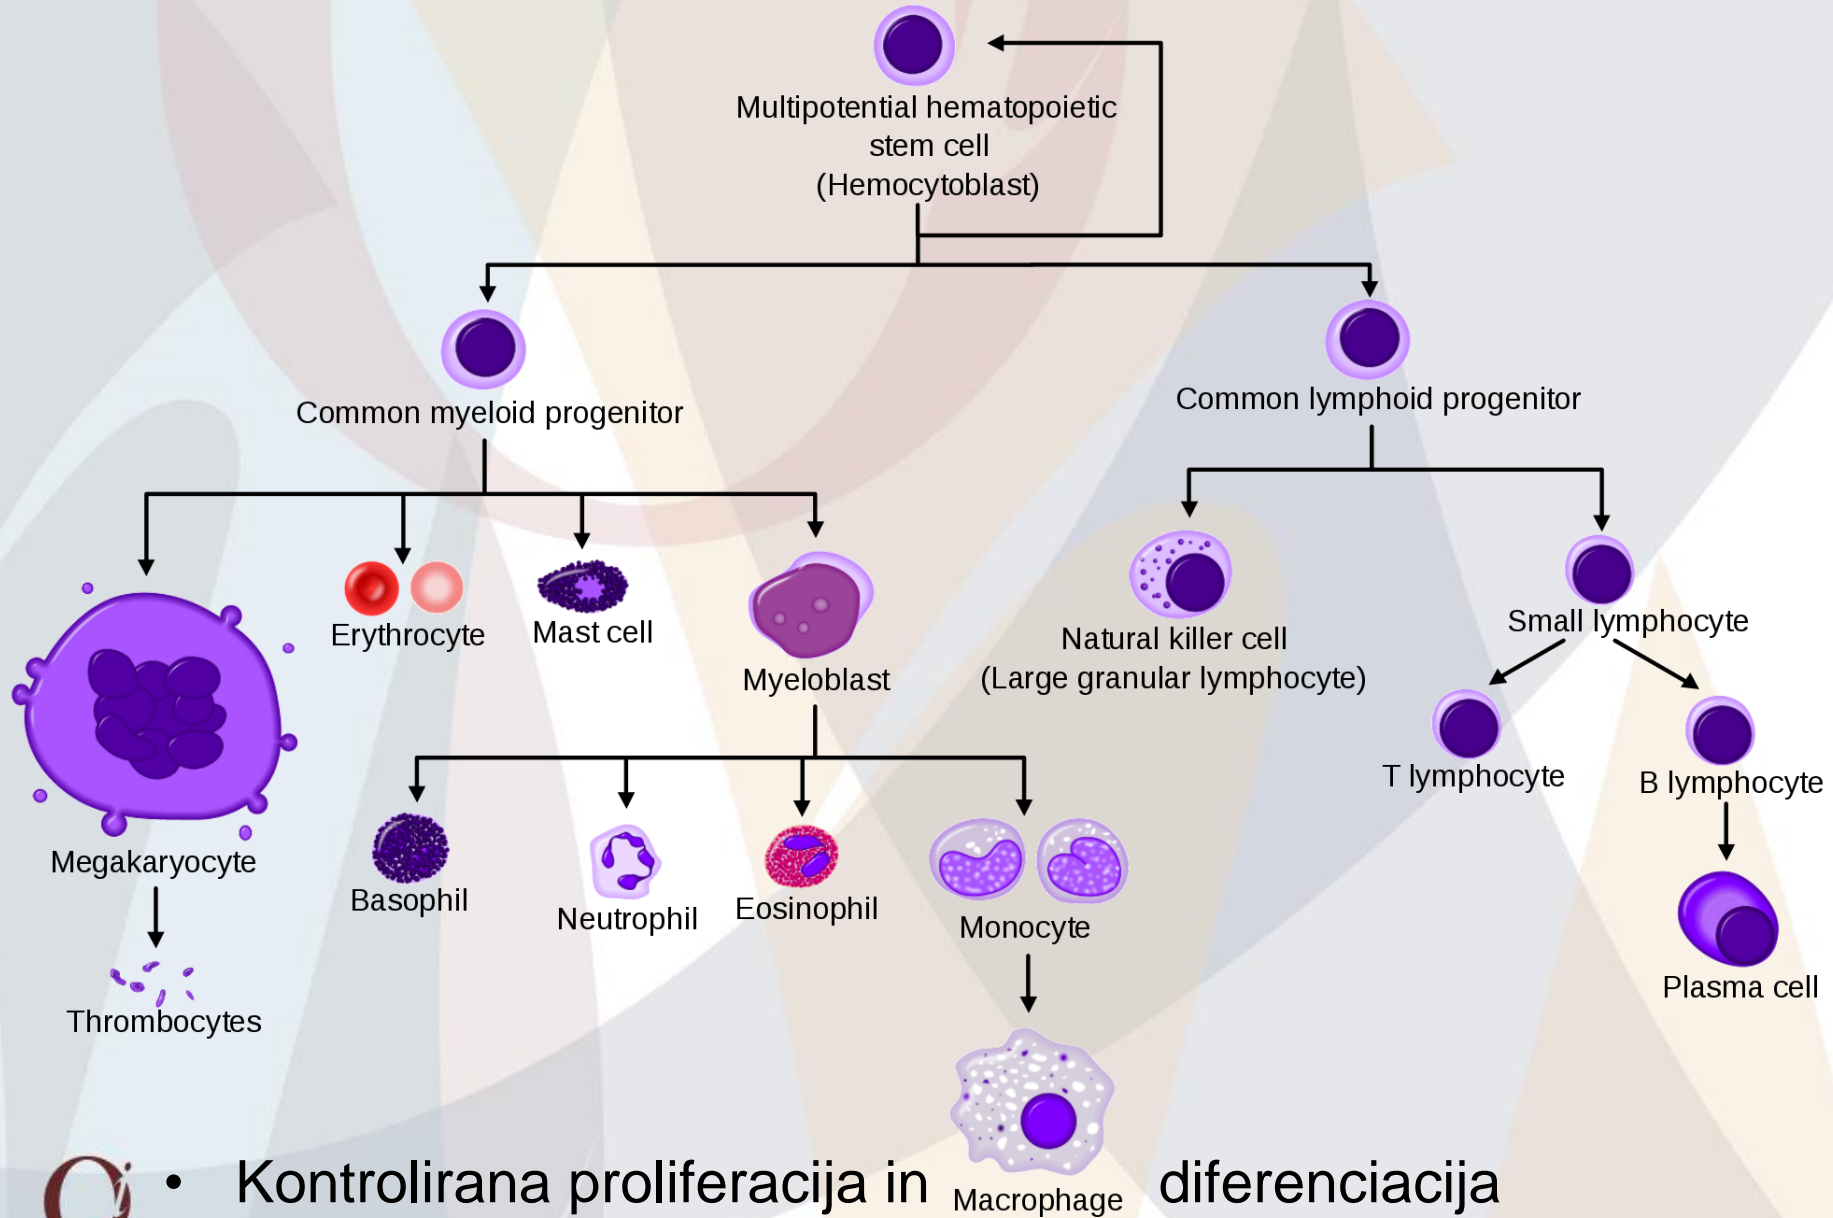 Multipotential hematopoietic
stem cell
(Hemocytoblast)
Common myeloid progenitor
Common lymphoid progenitor
Erythrocyte
Mast cell
Myeloblast
Natural killer cell
(Large granular lymphocyte)
Small lymphocyte
T lymphocyte
B lymphocyte
Megakaryocyte
Basophil
Neutrophil
Eosinophil
Monocyte
Plasma cell
Thrombocytes
• Kontrolirana proliferacija in diferenciacija
Macrophage